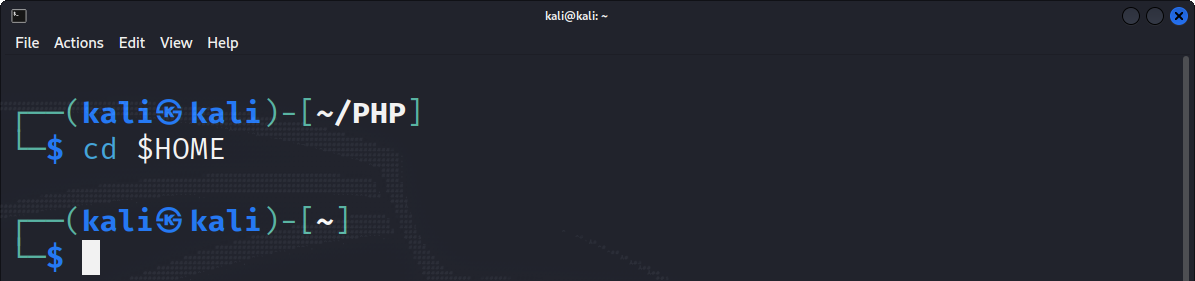 kali@kali: ~
File Actions Edit View Help
┌──(kali㉿kali)-[~/PHP]
└─$ cd $HOME
┌──(kali㉿kali)-[~]
└─$